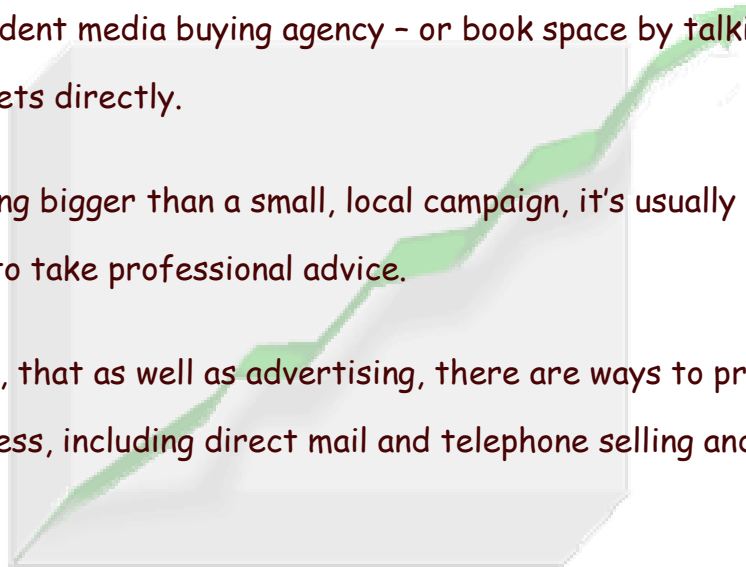 dent media buying agency – or book space by talki
ets directly.
ng bigger than a small, local campaign, it's usually
to take professional advice.
, that as well as advertising, there are ways to pr
ess, including direct mail and telephone selling and